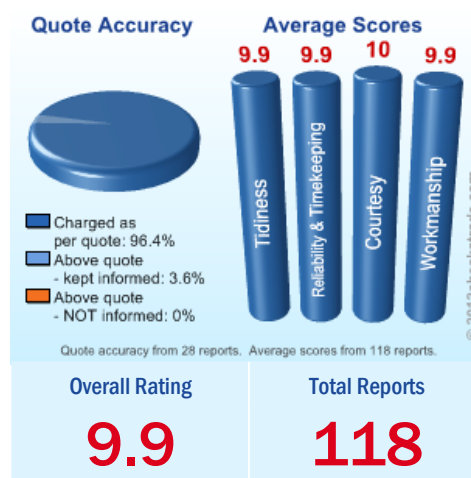 Quote Accuracy
Average Scores
9.9
9.9
10
9.9
Tidiness
Reliability & Timekeeping
Courtesy
Workmanship
Charged as
per quote: 96.4%
Above quote
- kept informed: 3.6%
Above quote
- NOT informed: 0%
Quote accuracy from 28 reports. Average scores from 118 reports.
Overall Rating
Total Reports
9.9
118